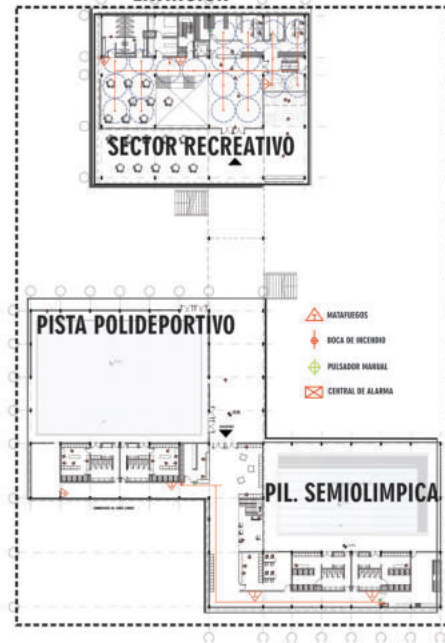 SECTOR RECREATIVO
PISTA POLIDEPORTIVO
MATAFUEGOS
BOCA DE INCENDIO
PULSADOR MANUAL
CENTRAL DE ALARMA
PIL. SEMIOLIMPICA